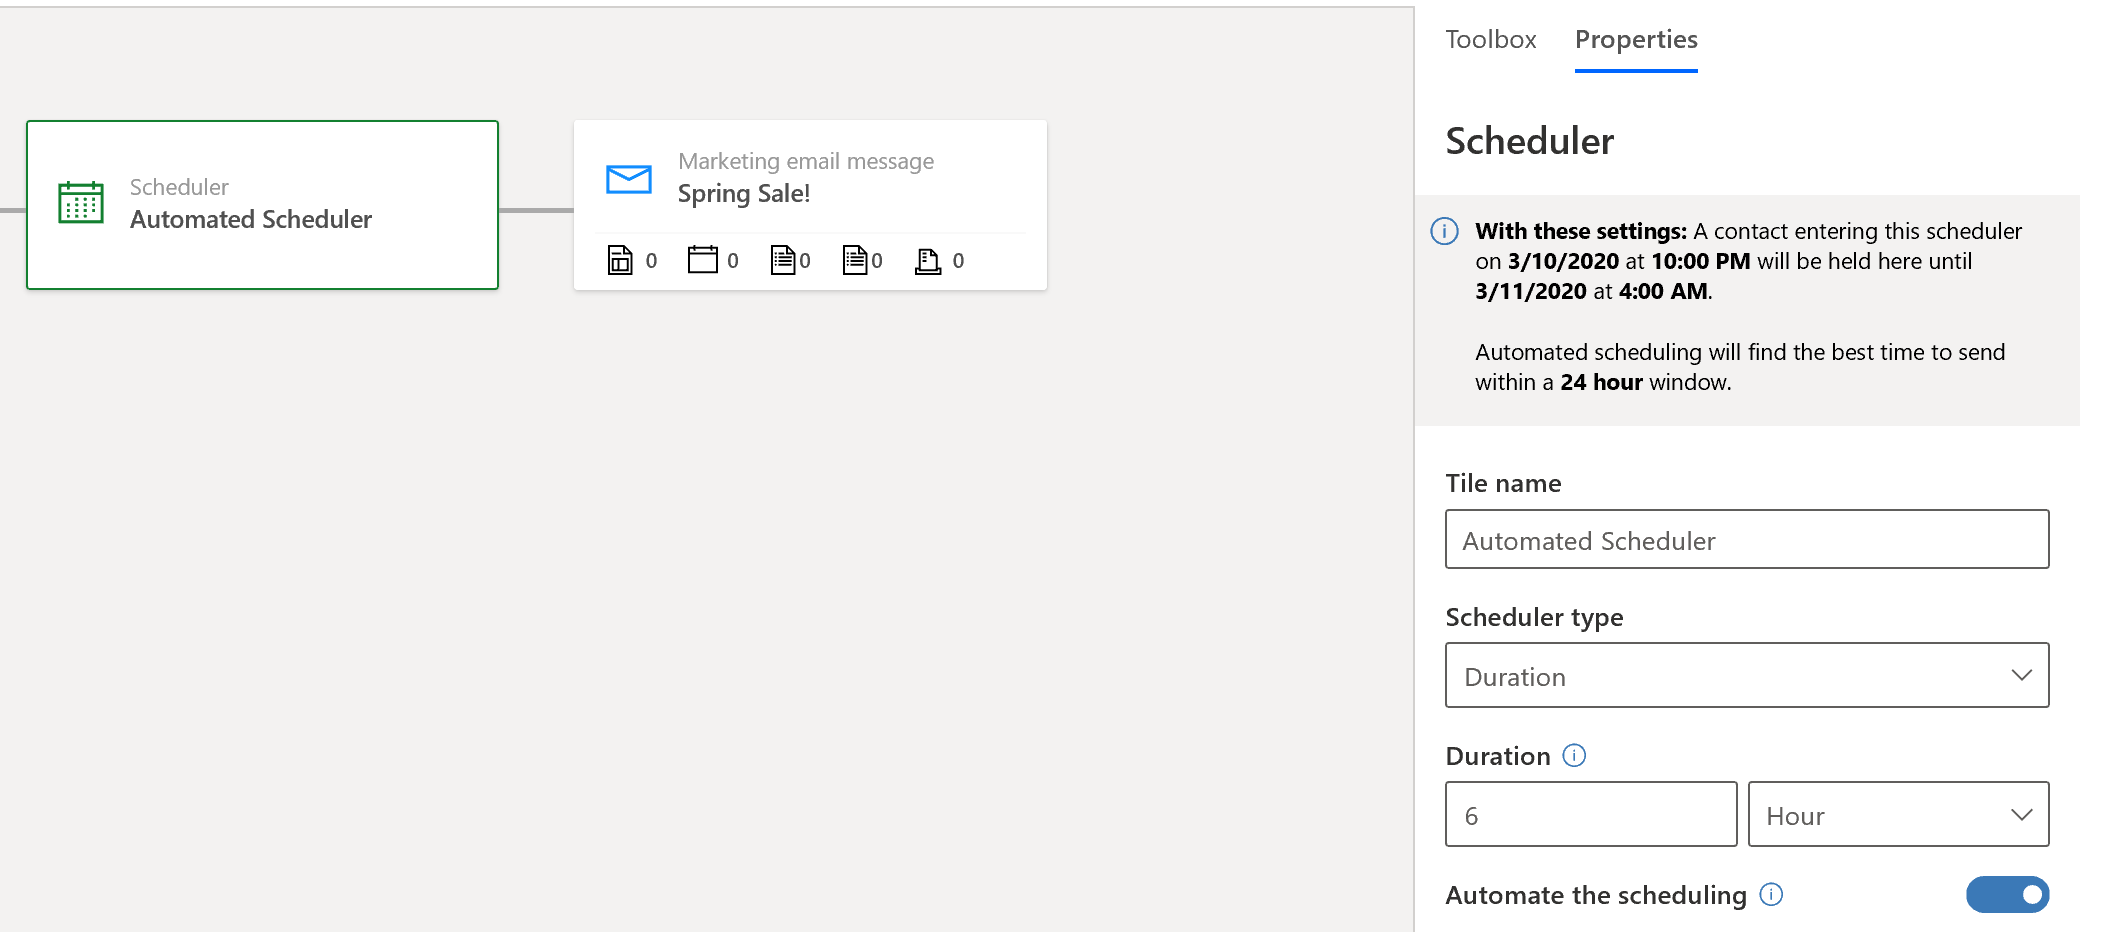 Toolbox Properties
Scheduler
With these settings: A contact entering this scheduler
on 3/10/2020 at 10:00 PM will be held here until
3/11/2020 at 4:00 AM.
Automated scheduling will find the best time to send
within a 24 hour window.
Tile name
Automated Scheduler
Scheduler type
Duration
Duration
6 Hour
Automate the scheduling
Scheduler
Automated Scheduler
Marketing email message
Spring Sale!
0 0 0 0 0